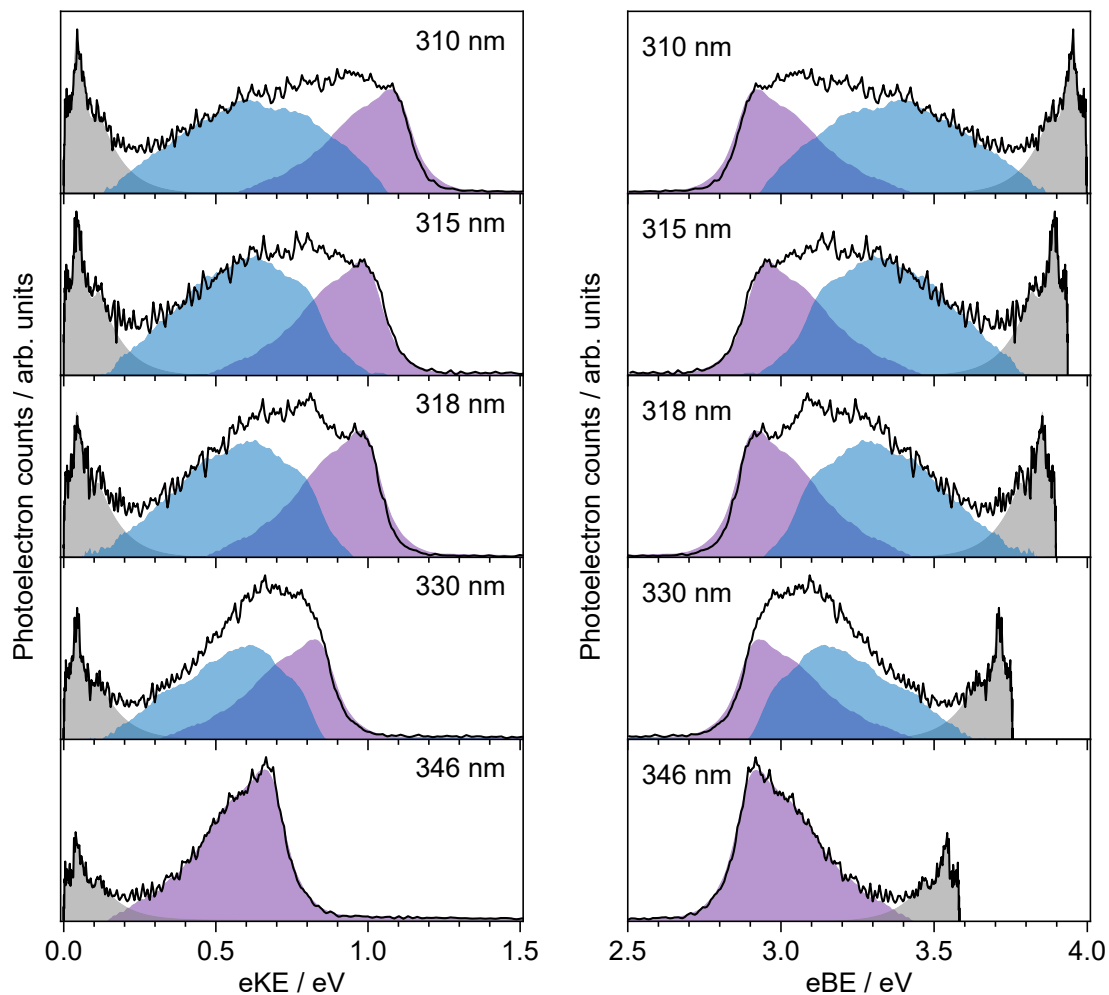 310 nm
310 nm
315 nm
315 nm
318 nm
318 nm
330 nm
330 nm
346 nm
346 nm
Photoelectron counts / arb. units
Photoelectron counts / arb. units
0.0 0.5 1.0 1.5
2.5 3.0 3.5 4.0
eKE / eV
eBE / eV